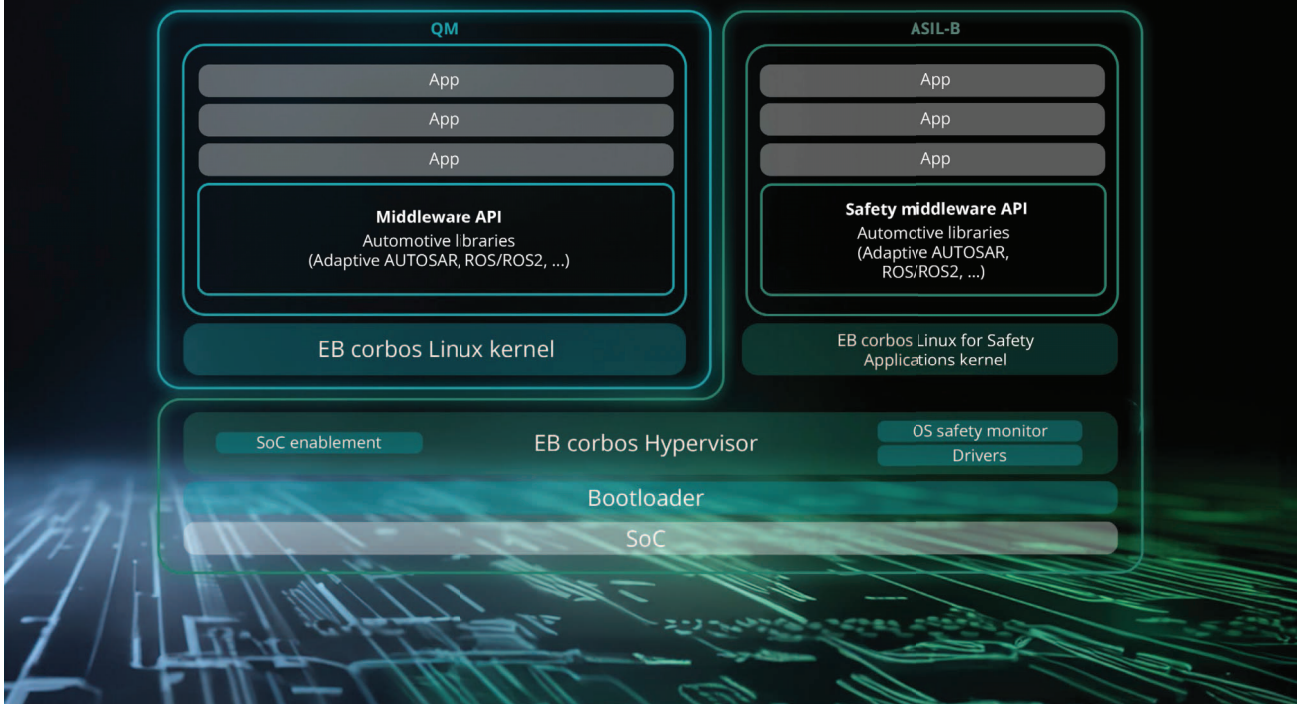 QM
App
App
App
Middleware API
Automotive libraries
(Adaptive AUTOSAR, ROS/ROS2, ...)
EB corbos Linux kernel
ASIL-B
App
App
App
Safety middleware API
Automotive libraries
(Adaptive AUTOSAR,
ROS/ROS2, ...)
EB corbos Linux for Safety
Applications kernel
SoC enablement
EB corbos Hypervisor
OS safety monitor
Drivers
Bootloader
SoC